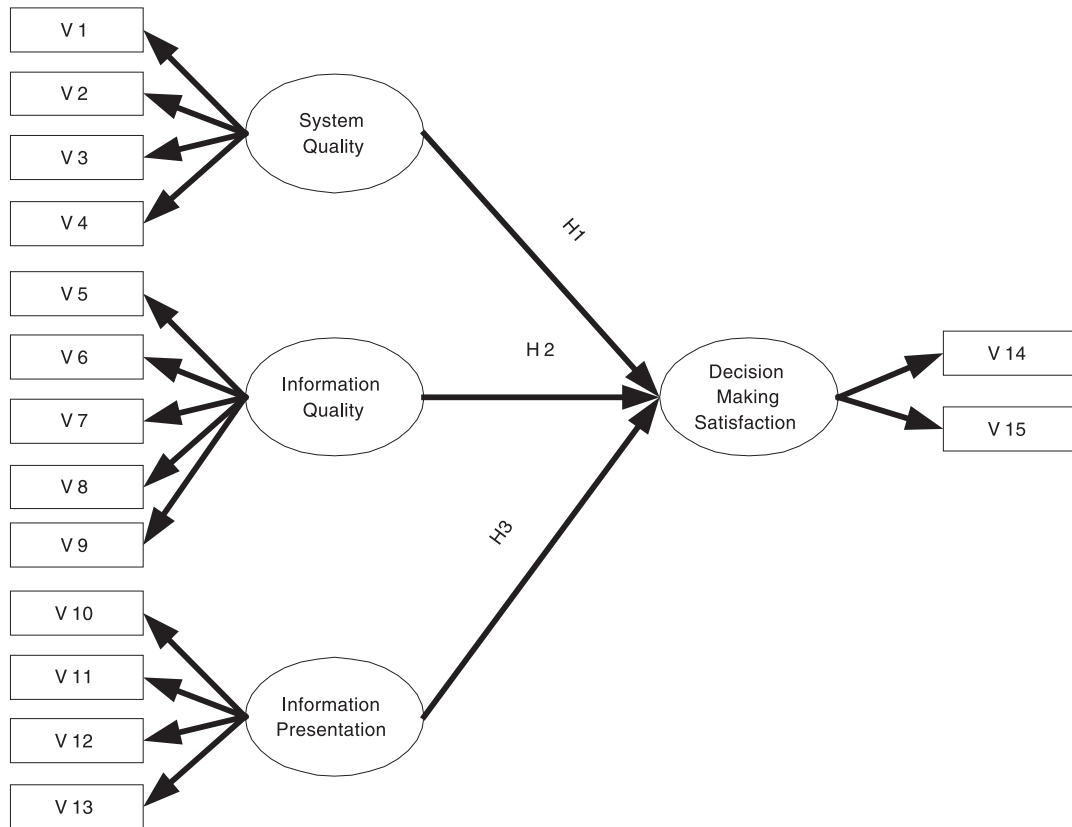 V 1
V 2
V 3
V 4
System
Quality
H1
V 5
V 6
V 7
V 8
V 9
Information
Quality
H 2
Decision
Making
Satisfaction
V 14
V 15
V 10
V 11
V 12
V 13
Information
Presentation
H3